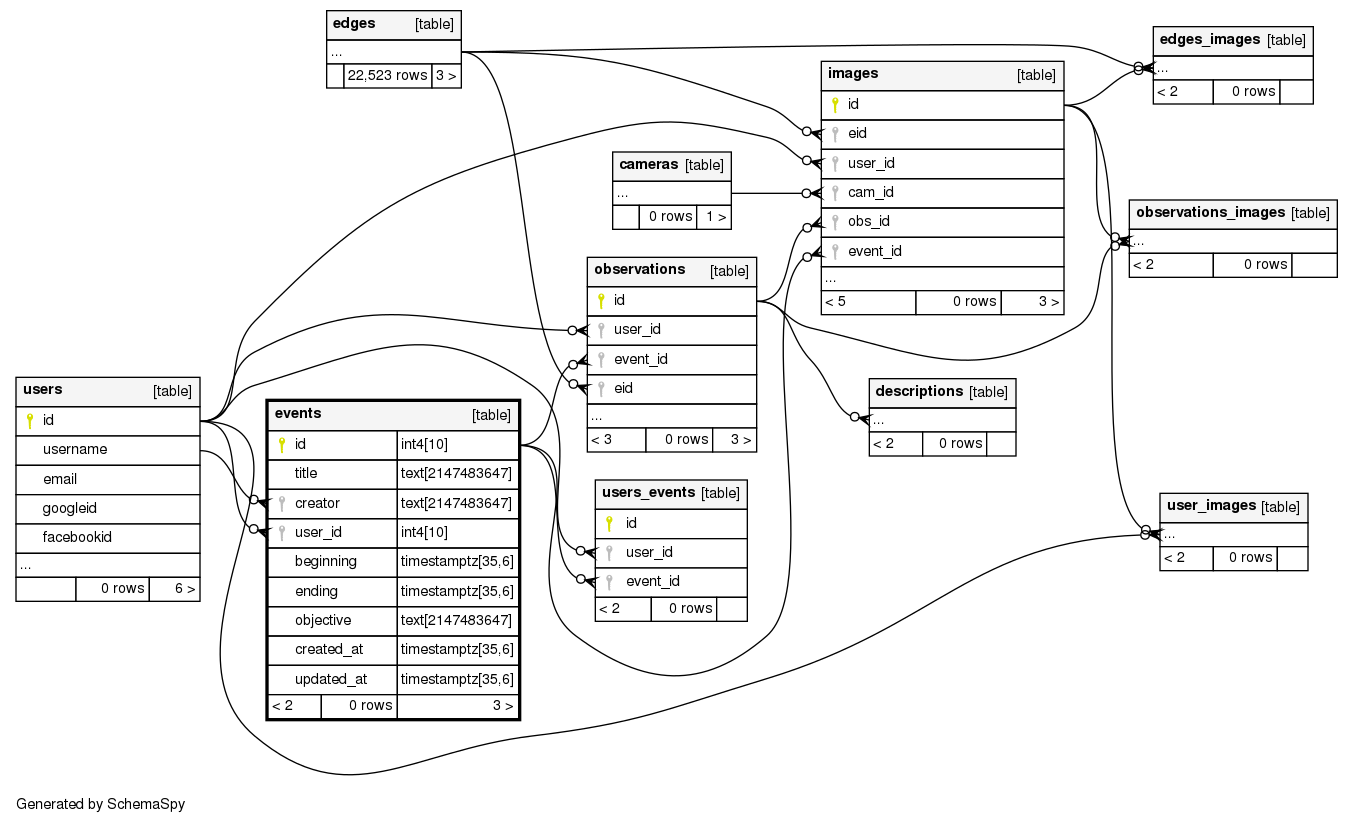 edges [table]
...
22,523 rows 3 >
edges_images [table]
...
< 2 0 rows
images [table]
id
eid
user_id
cam_id
obs_id
event_id
...
< 5 0 rows 3 >
cameras [table]
...
0 rows 1 >
observations_images [table]
...
< 2 0 rows
observations [table]
id
user_id
event_id
eid
...
< 3 0 rows 3 >
users [table]
id
username
email
googleid
facebookid
...
0 rows 6 >
events [table]
id int4[10]
title text[2147483647]
creator text[2147483647]
user_id int4[10]
beginning timestamptz[35,6]
ending timestamptz[35,6]
objective text[2147483647]
created_at timestamptz[35,6]
updated_at timestamptz[35,6]
< 2 0 rows 3 >
descriptions [table]
...
< 2 0 rows
users_events [table]
id
user_id
event_id
< 2 0 rows
user_images [table]
...
< 2 0 rows
Generated by SchemaSpy